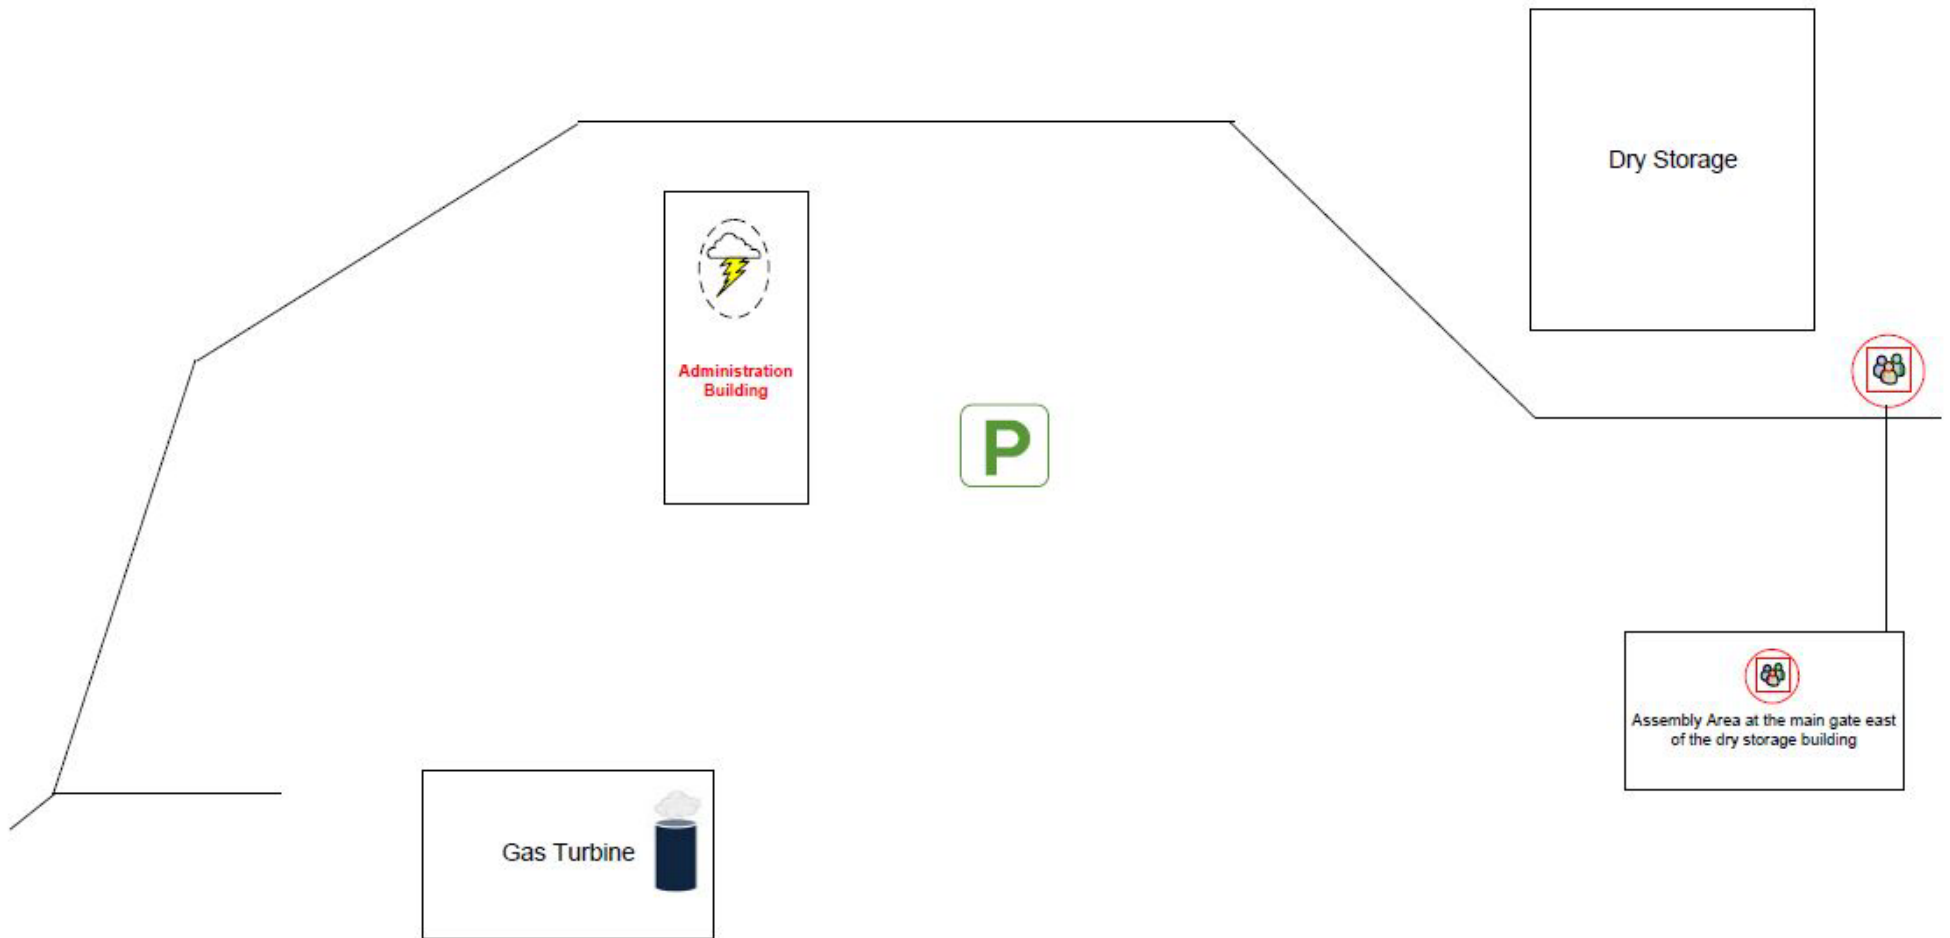 Dry Storage
Administration
Building
P
Assembly Area at the main gate east
of the dry storage building
Gas Turbine